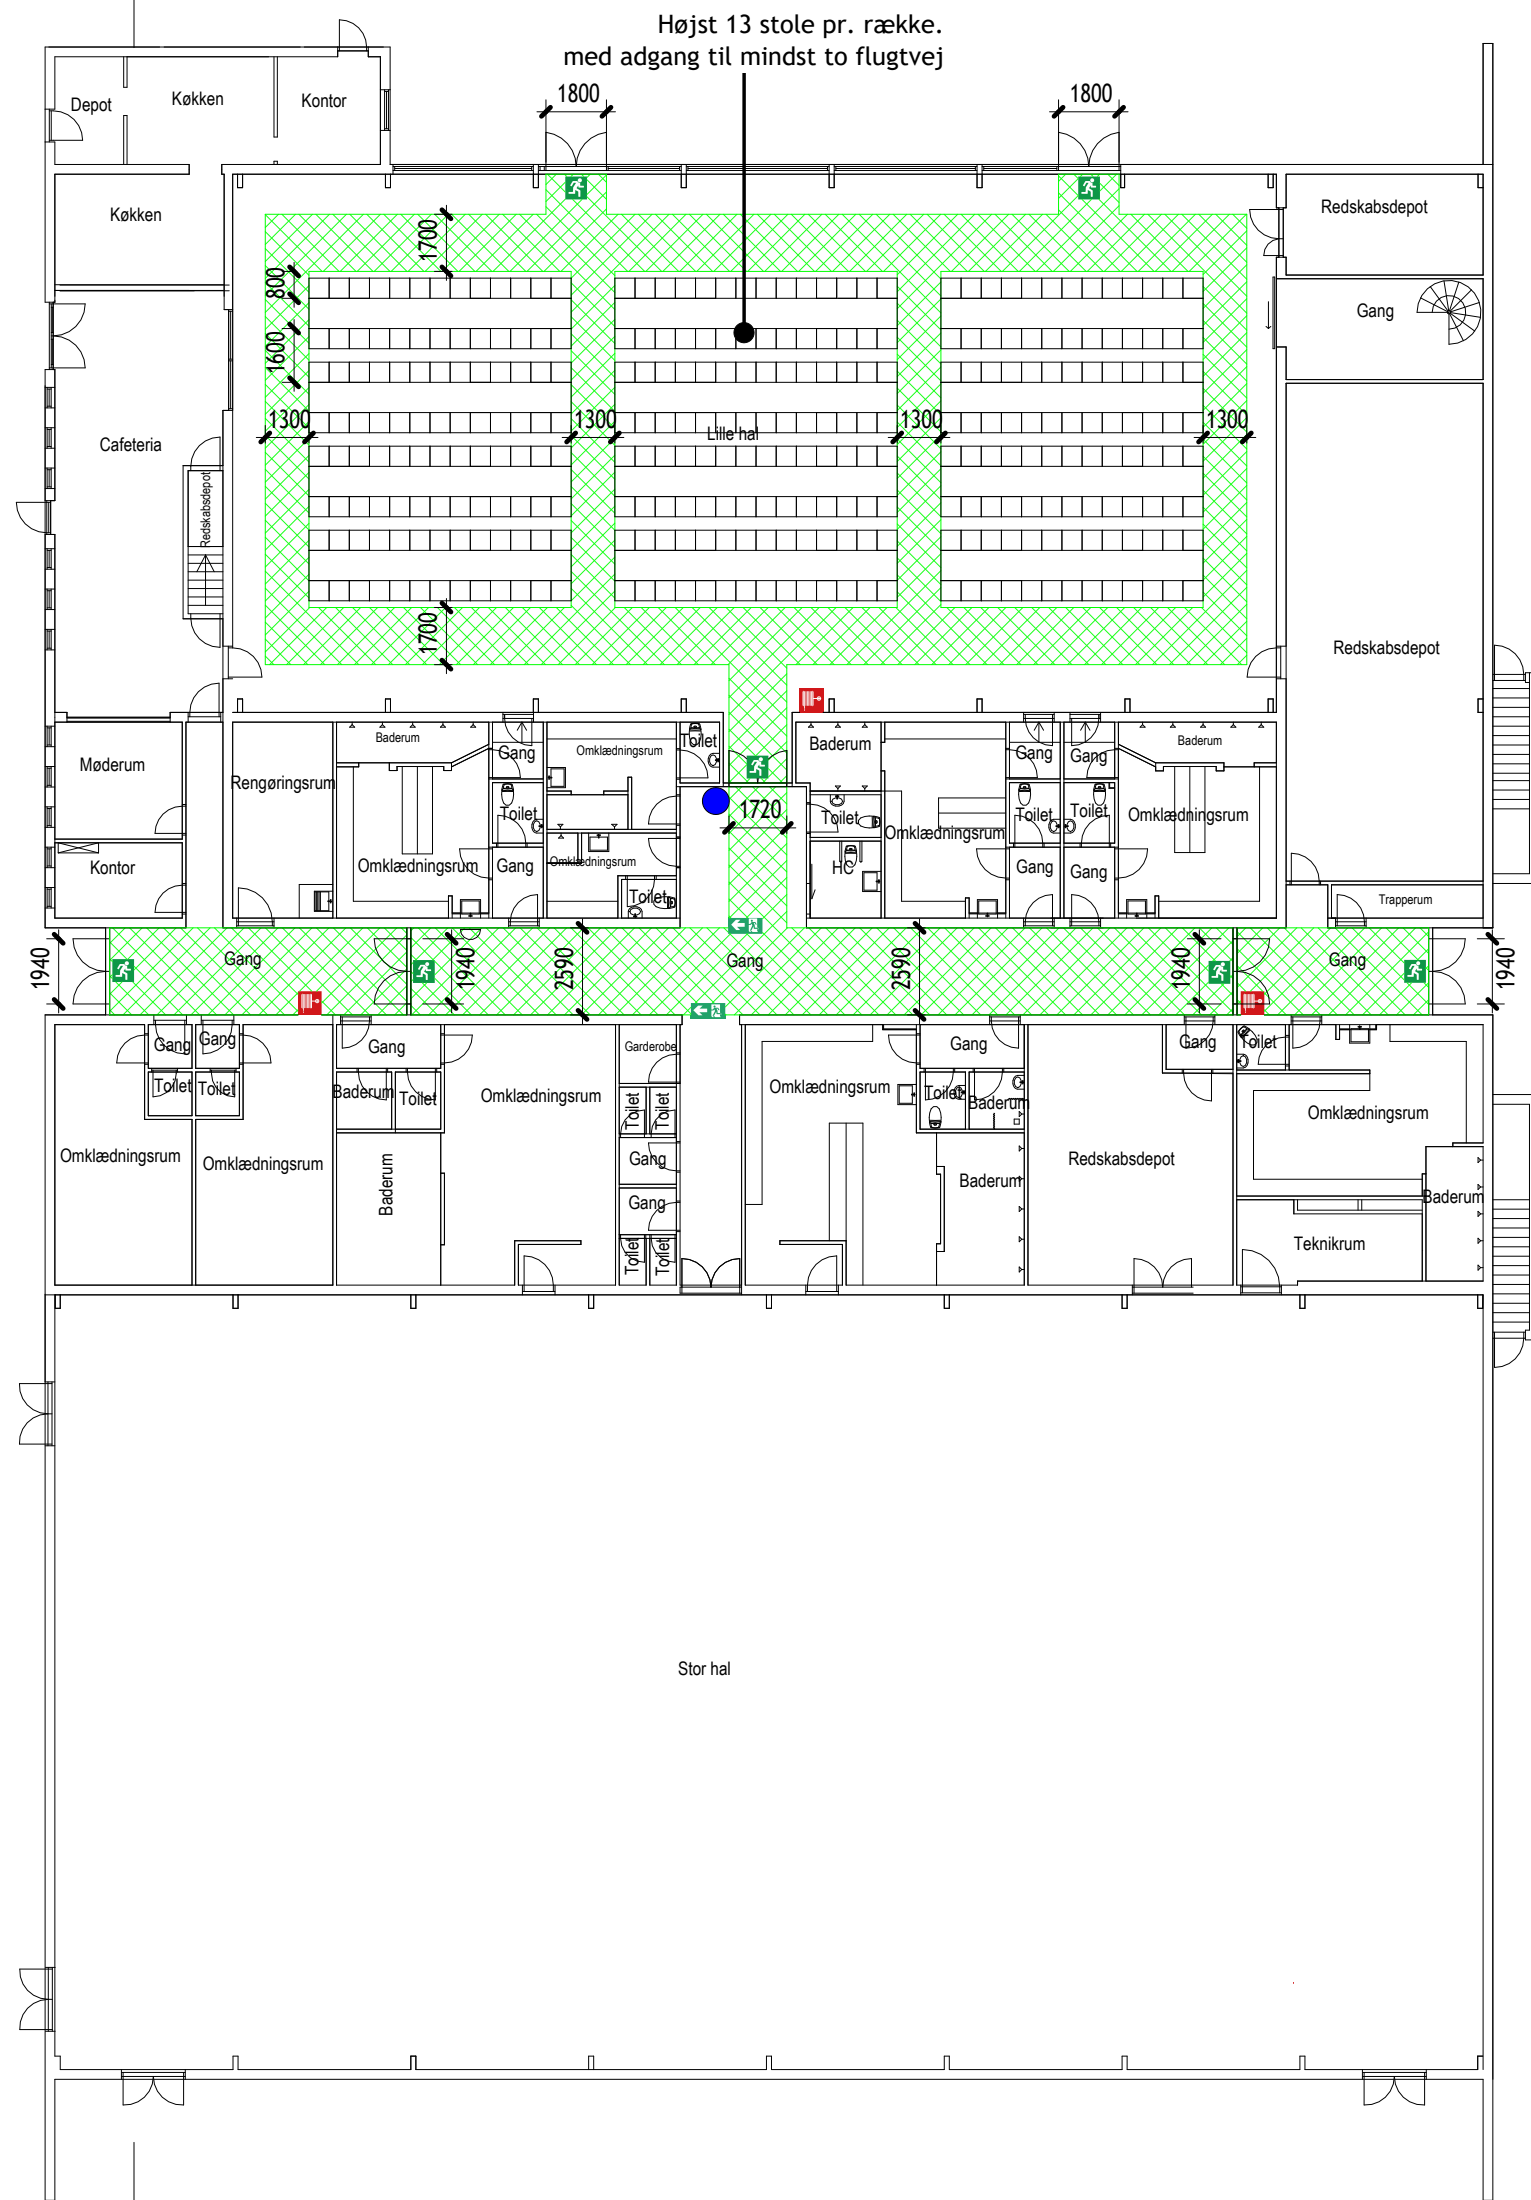 Højst 13 stole pr. række.
med adgang til mindst to flugtvej
1800
1800
Depot
Køkken
Kontor
Køkken
Redskabsdepot
1700
800
1600
Gang
1300
1300
1300
1300
Lille hal
Cafeteria
Redskabsdepot
1700
Redskabsdepot
Møderum
Kontor
Rengøringsrum
Baderum
Gang
Omklædningsrum
Toilet
Baderum
Gang
Gang
Baderum
Toilet
1720
Toilet
Omklædningsrum
Toilet
Toilet
Omklædningsrum
Omklædningsrum
Gang
Omklædningsrum
Toilet
HC
Gang
Gang
Trapperum
1940
Gang
1940
2590
Gang
2590
1940
Gang
1940
Gang
Gang
Toilet
Toilet
Gang
Baderum
Toilet
Garderobe
Omklædningsrum
Toilet
Toilet
Omklædningsrum
Gang
Toilet
Baderum
Gang
Toilet
Omklædningsrum
Omklædningsrum
Omklædningsrum
Baderum
Gang
Gang
Toilet
Toilet
Baderum
Redskabsdepot
Baderum
Teknikrum
Stor hal